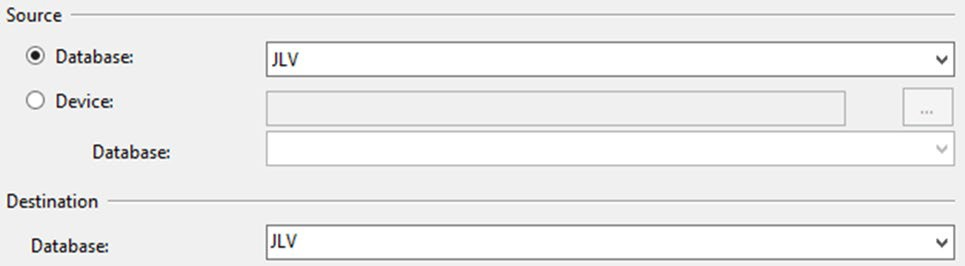 Source
Database: JLV
Device: ...
Database:
Destination
Database: JLV